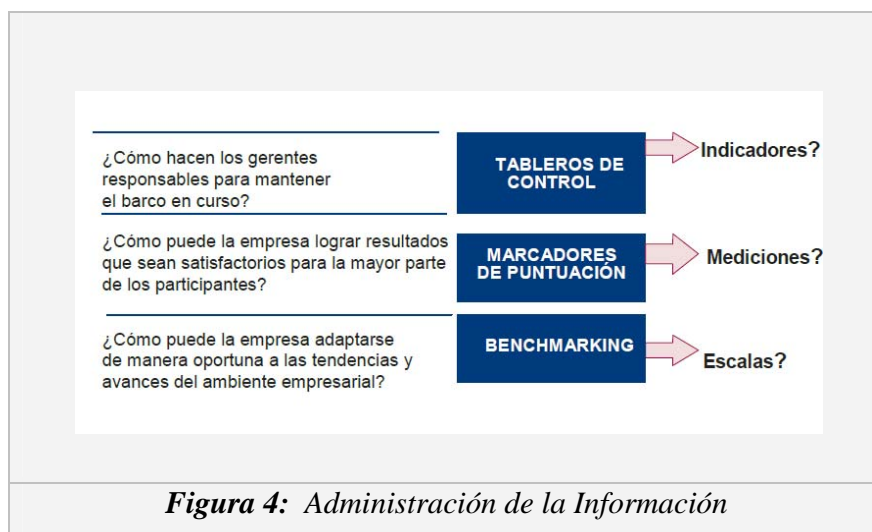 ¿Cómo hacen los gerentes
responsables para mantener
el barco en curso?
TABLEROS DE
CONTROL
Indicadores?
¿Cómo puede la empresa lograr resultados
que sean satisfactorios para la mayor parte
de los participantes?
MARCADORES
DE PUNTUACIÓN
Mediciones?
¿Cómo puede la empresa adaptarse
de manera oportuna a las tendencias y
avances del ambiente empresarial?
BENCHMARKING
Escalas?
Figura 4: Administración de la Información